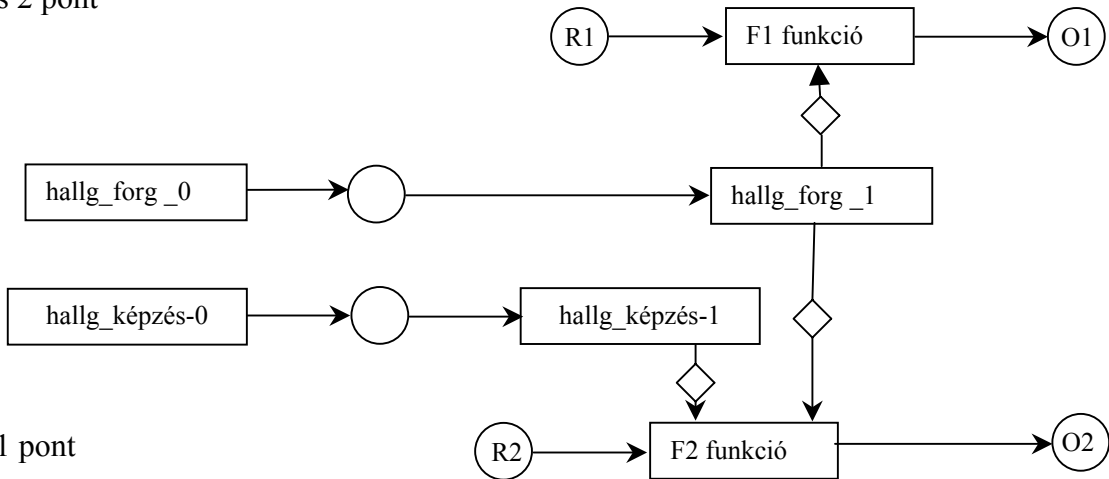 s 2 pont
R1
F1 funkció
O1
hallg_forg _0
hallg_forg _1
hallg_képzés-0
hallg_képzés-1
1 pont
R2
F2 funkció
O2